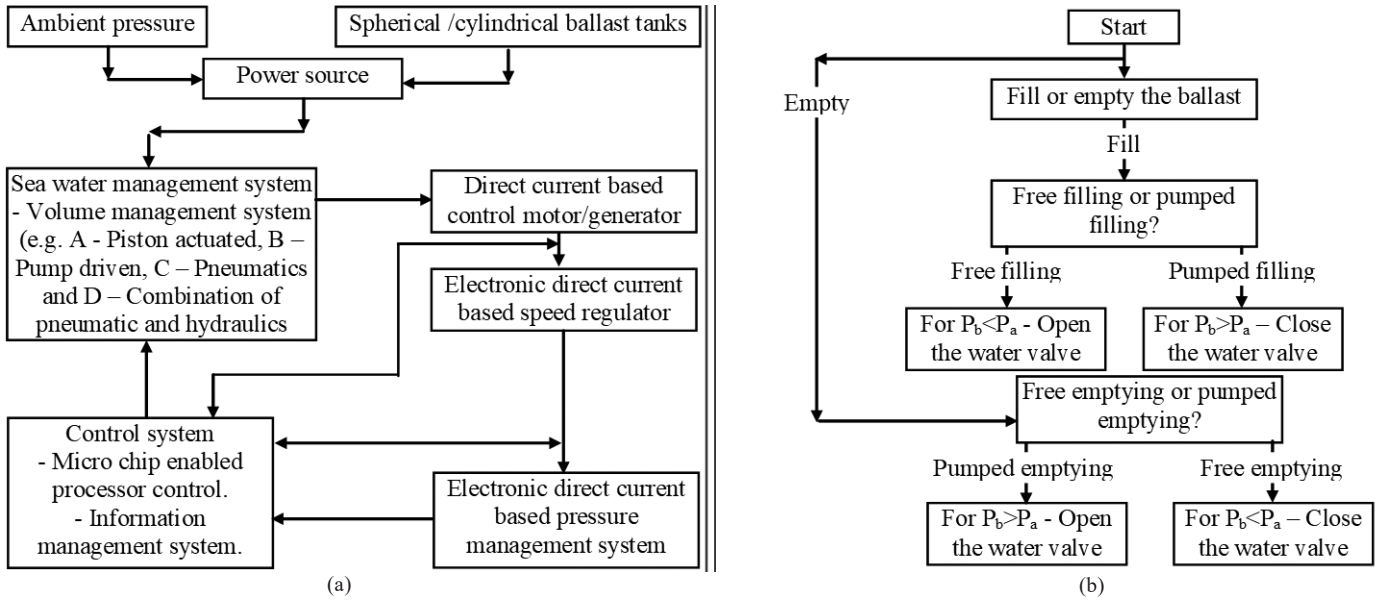 Ambient pressure
Spherical /cylindrical ballast tanks
Power source
Sea water management system
- Volume management system
(e.g. A - Piston actuated, B –
Pump driven, C – Pneumatics
and D – Combination of
pneumatic and hydraulics
Direct current based
control motor/generator
Electronic direct current
based speed regulator
Control system
- Micro chip enabled
processor control.
- Information
management system.
Electronic direct current
based pressure
management system
(a)
Start
Empty
Fill or empty the ballast
Fill
Free filling or pumped
filling?
Free filling
Pumped filling
For Pb<Pa - Open
the water valve
For Pb>Pa – Close
the water valve
Free emptying or pumped
emptying?
Pumped emptying
Free emptying
For Pb>Pa - Open
the water valve
For Pb<Pa – Close
the water valve
(b)